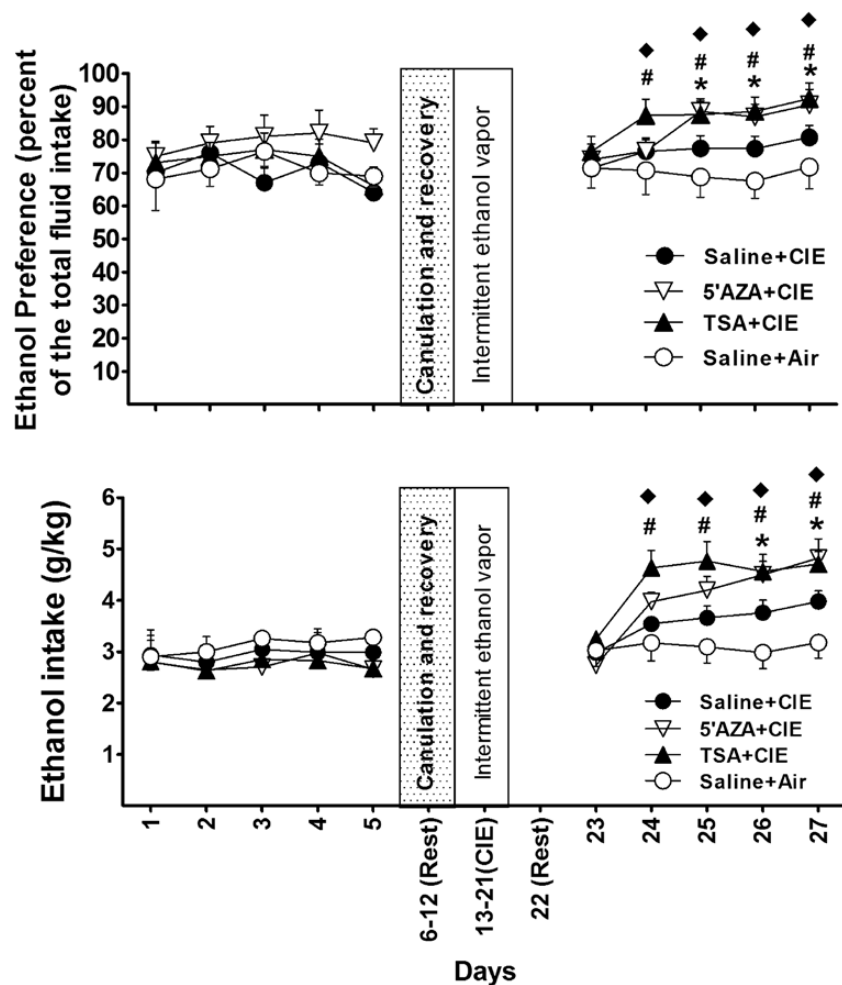 Ethanol Preference (percent
of the total fluid intake)
100
90
80
70
60
50
40
30
20
10
Canulation and recovery
Intermittent ethanol vapor
◆ ◆ ◆ ◆
# # # #
* * *
Saline+CIE
5'AZA+CIE
TSA+CIE
Saline+Air
Ethanol intake (g/kg)
6
5
4
3
2
1
Canulation and recovery
Intermittent ethanol vapor
◆ ◆ ◆ ◆
# # # #
* *
Saline+CIE
5'AZA+CIE
TSA+CIE
Saline+Air
1
2
3
4
5
6-12 (Rest)
13-21(CIE)
22 (Rest)
23
24
25
26
27
Days